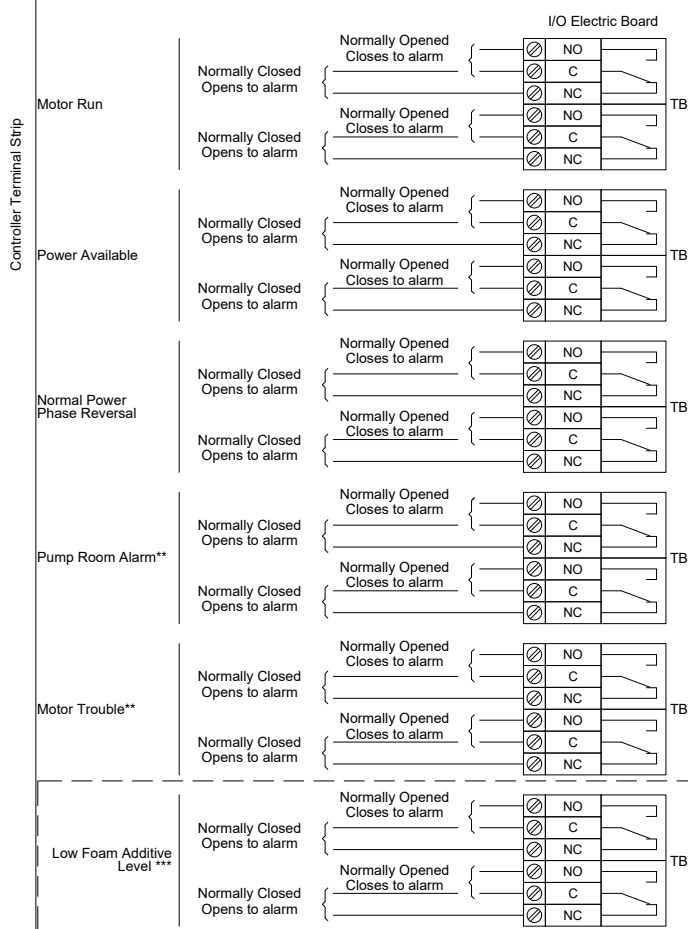 I/O Electric Board
Controller Terminal Strip
Motor Run
Normally Opened
Closes to alarm
Normally Closed
Opens to alarm
NO
C
NC
TB
Normally Opened
Closes to alarm
Normally Closed
Opens to alarm
NO
C
NC
Power Available
Normally Opened
Closes to alarm
Normally Closed
Opens to alarm
NO
C
NC
TB
Normally Opened
Closes to alarm
Normally Closed
Opens to alarm
NO
C
NC
Normal Power
Phase Reversal
Normally Opened
Closes to alarm
Normally Closed
Opens to alarm
NO
C
NC
TB
Normally Opened
Closes to alarm
Normally Closed
Opens to alarm
NO
C
NC
Pump Room Alarm**
Normally Opened
Closes to alarm
Normally Closed
Opens to alarm
NO
C
NC
TB
Normally Opened
Closes to alarm
Normally Closed
Opens to alarm
NO
C
NC
Motor Trouble**
Normally Opened
Closes to alarm
Normally Closed
Opens to alarm
NO
C
NC
TB
Normally Opened
Closes to alarm
Normally Closed
Opens to alarm
NO
C
NC
Low Foam Additive
Level ***
Normally Opened
Closes to alarm
Normally Closed
Opens to alarm
NO
C
NC
TB
Normally Opened
Closes to alarm
Normally Closed
Opens to alarm
NO
C
NC